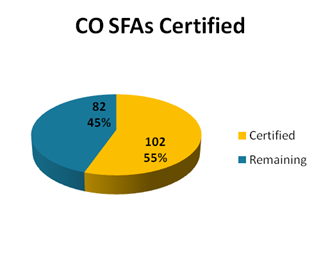 CO SFAs Certified
82
45%
102
55%
Certified
Remaining